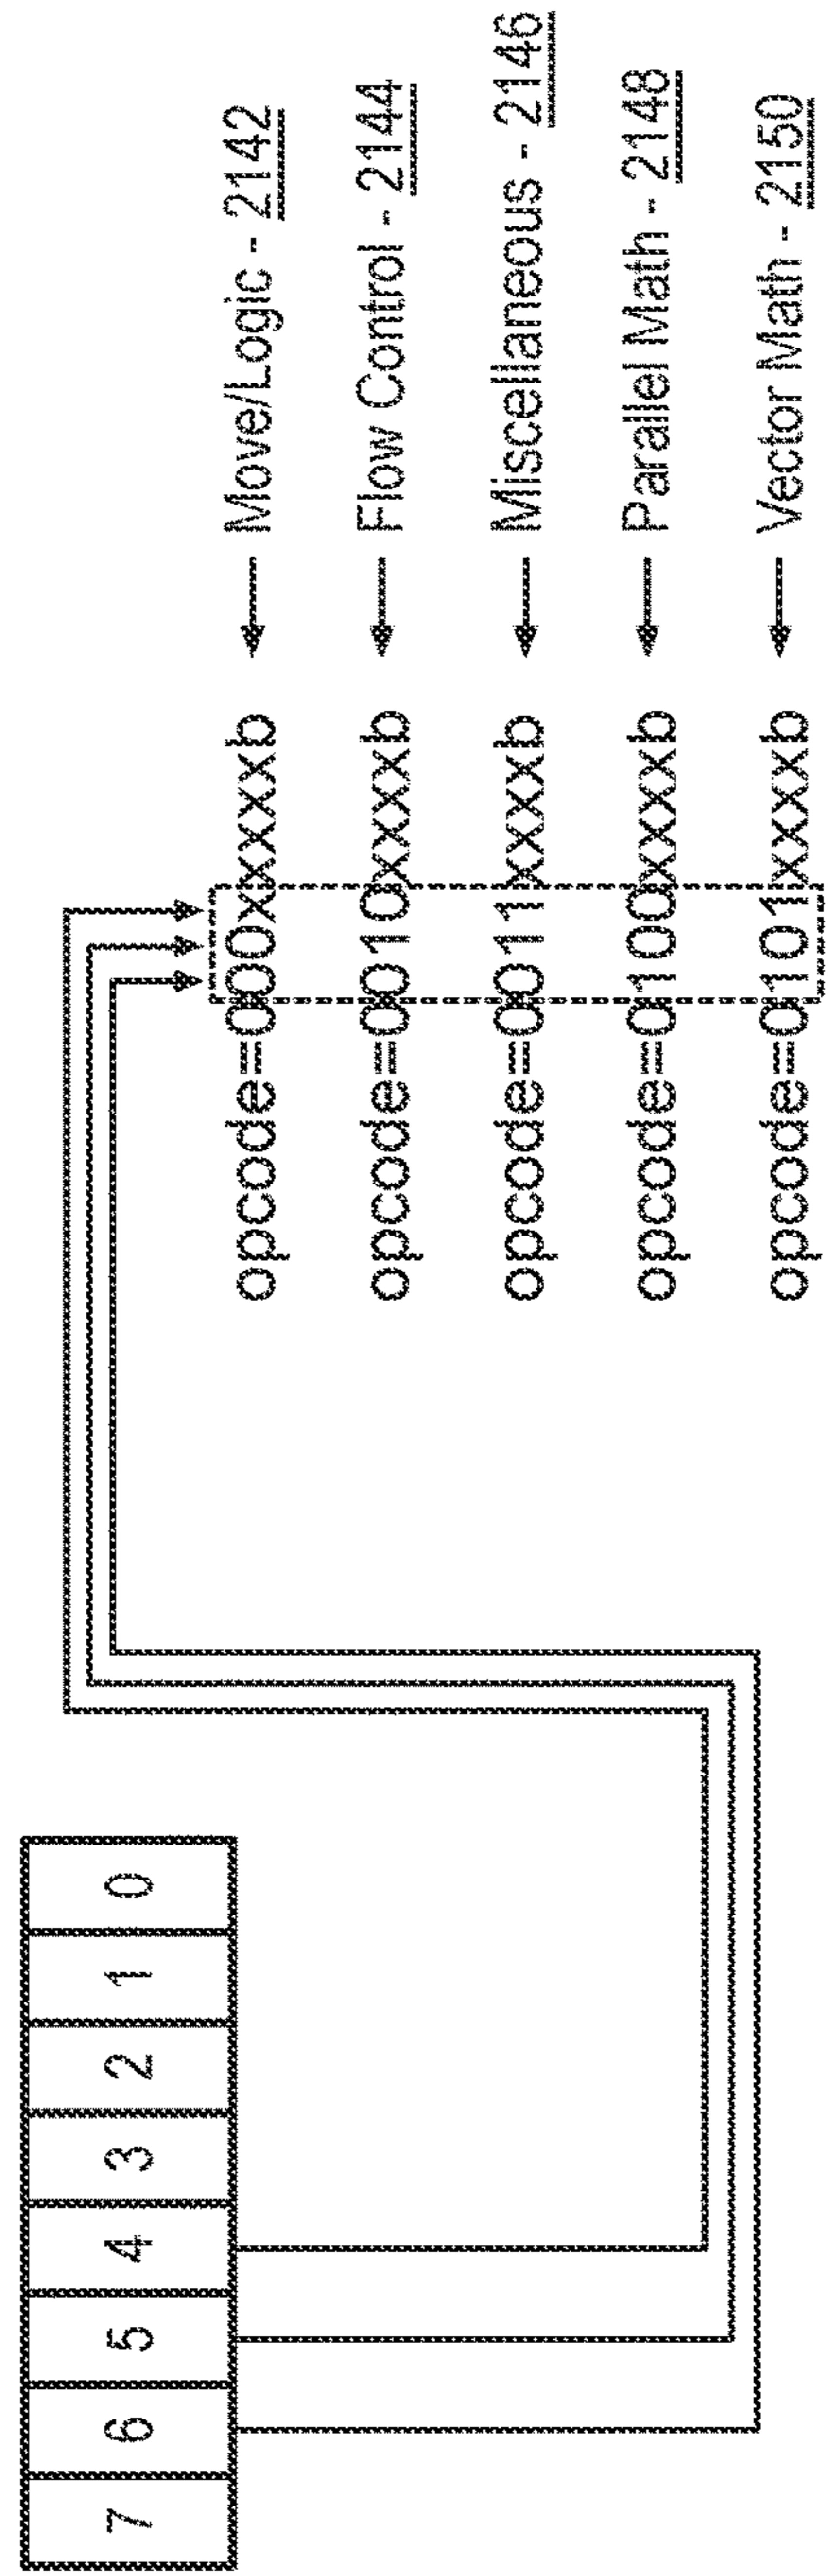 7 6 5 4 3 2 1 0
opcode=000xxxxxb Move/Logic - 2142
opcode=0010xxxxb Flow Control - 2144
opcode=0011xxxxb Miscellaneous - 2146
opcode=0100xxxxb Parallel Math - 2148
opcode=0101xxxxb Vector Math - 2150